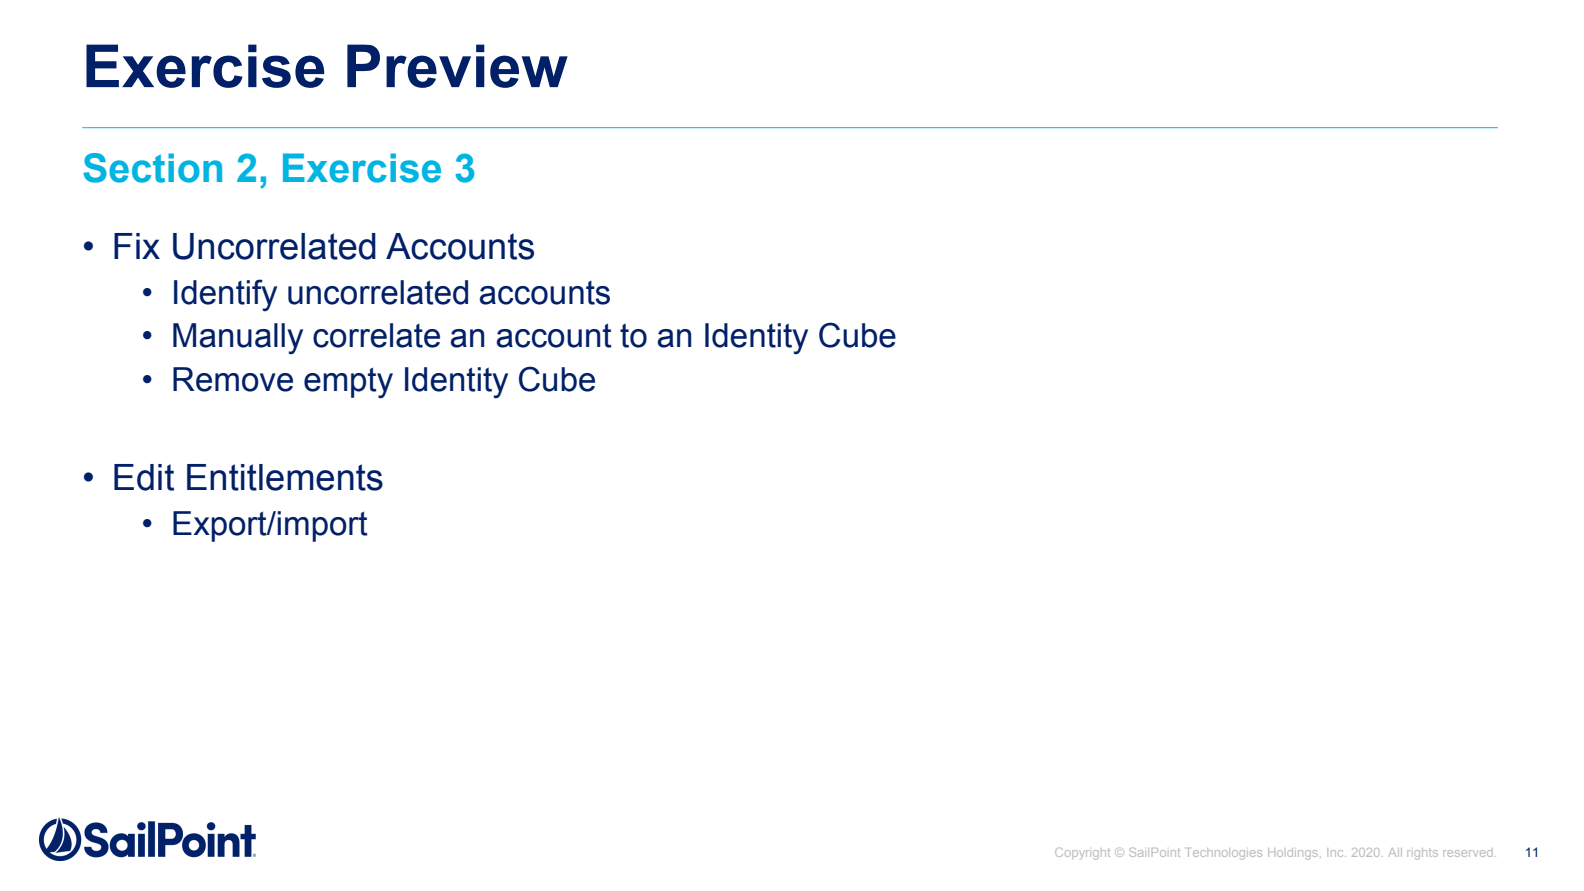 Exercise Preview
Section 2, Exercise 3
• Fix Uncorrelated Accounts
• Identify uncorrelated accounts
• Manually correlate an account to an Identity Cube
• Remove empty Identity Cube
• Edit Entitlements
• Export/import
SailPoint
Copyright © SailPoint Technologies Holdings, Inc. 2020. All rights reserved. 11